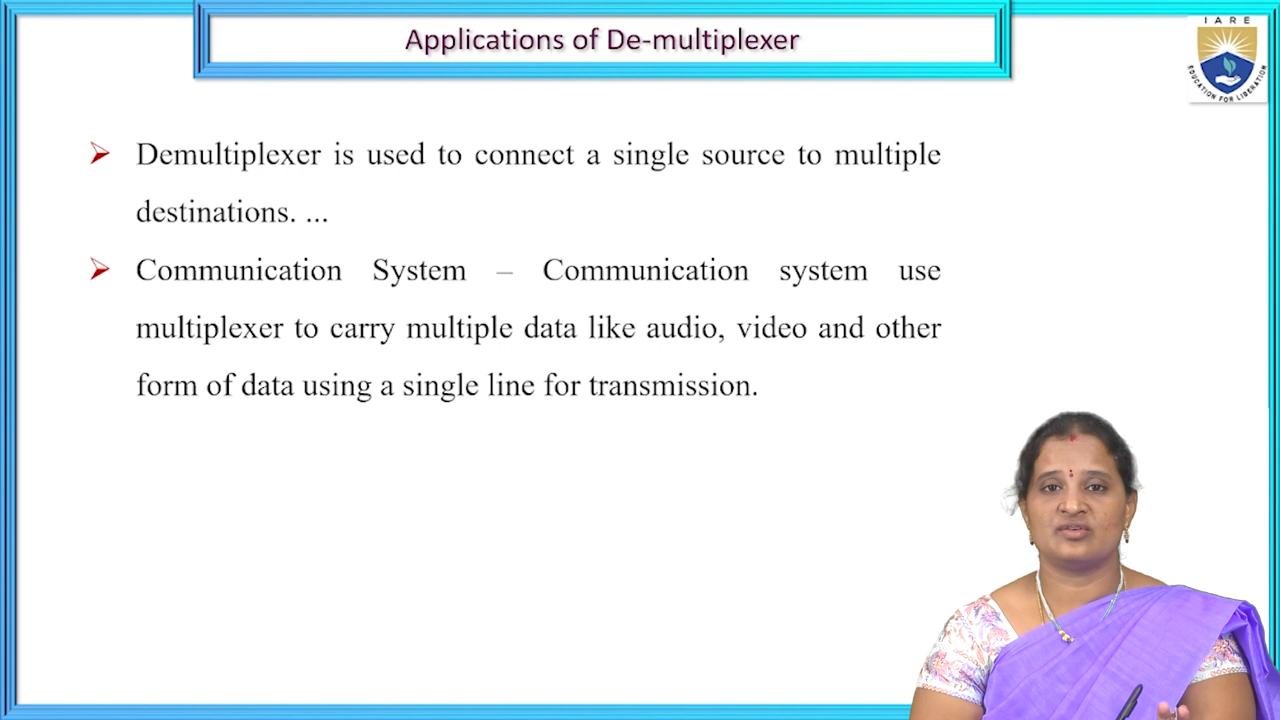 Applications of De-multiplexer
IARE
EDUCATION FOR LIBERATION
Demultiplexer is used to connect a single source to multiple
destinations. ...
Communication System – Communication system use
multiplexer to carry multiple data like audio, video and other
form of data using a single line for transmission.